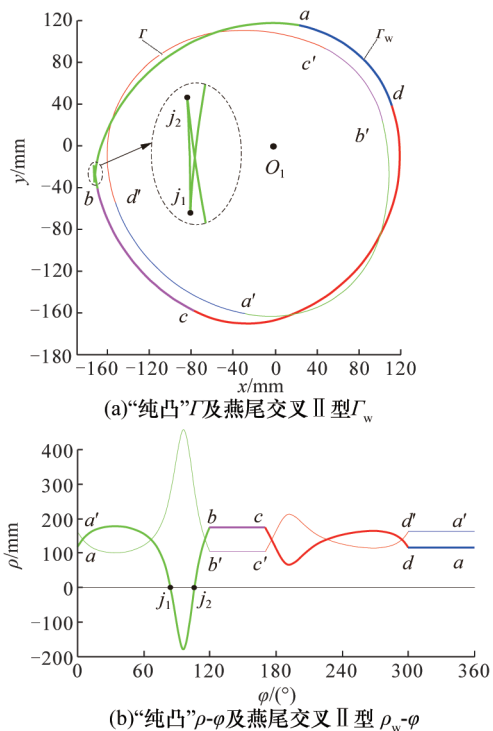 120
80
40
0
−40
−80
−120
−160
−180
y/mm
−160 −120 −80 −40 0 40 80 120
x/mm
Γ
a
Γw
c′
d
b′
j2
O1
b
d′
j1
c
a′
(a)“纯凸”Γ及燕尾交叉Ⅱ型Γw
400
300
200
100
0
−100
−200
ρ/mm
a′
a
b
c
b′
c′
d′
a′
d
a
j1
j2
0 60 120 180 240 300 360
φ/(°)
(b)“纯凸”ρ-φ及燕尾交叉Ⅱ型 ρw-φ